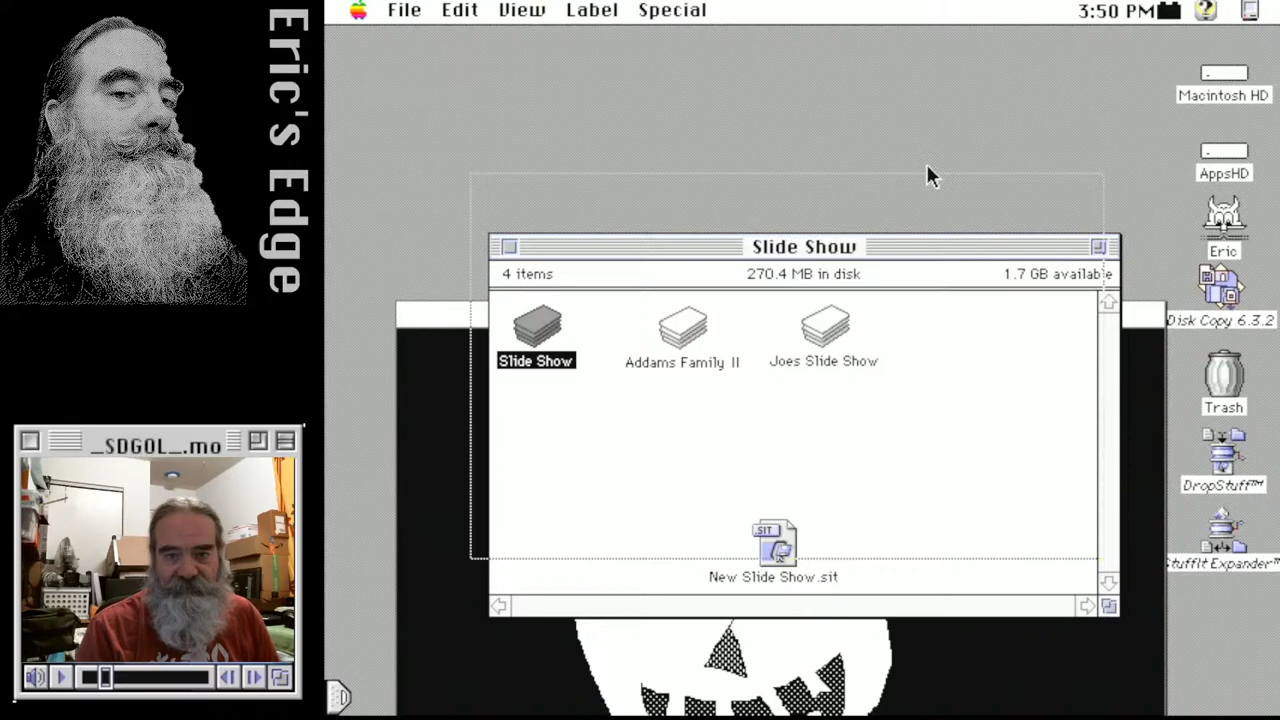 File Edit View Label Special 3:50 PM
Eric's Edge
Macintosh HD
AppsHD
Eric
Disk Copy 6.3.2
Trash
DropStuff™
StuffIt Expander™
Slide Show
4 items 270.4 MB in disk 1.7 GB available
Slide Show
Addams Family II
Joes Slide Show
.SIT
New Slide Show.sit
_SDGOL_.mo